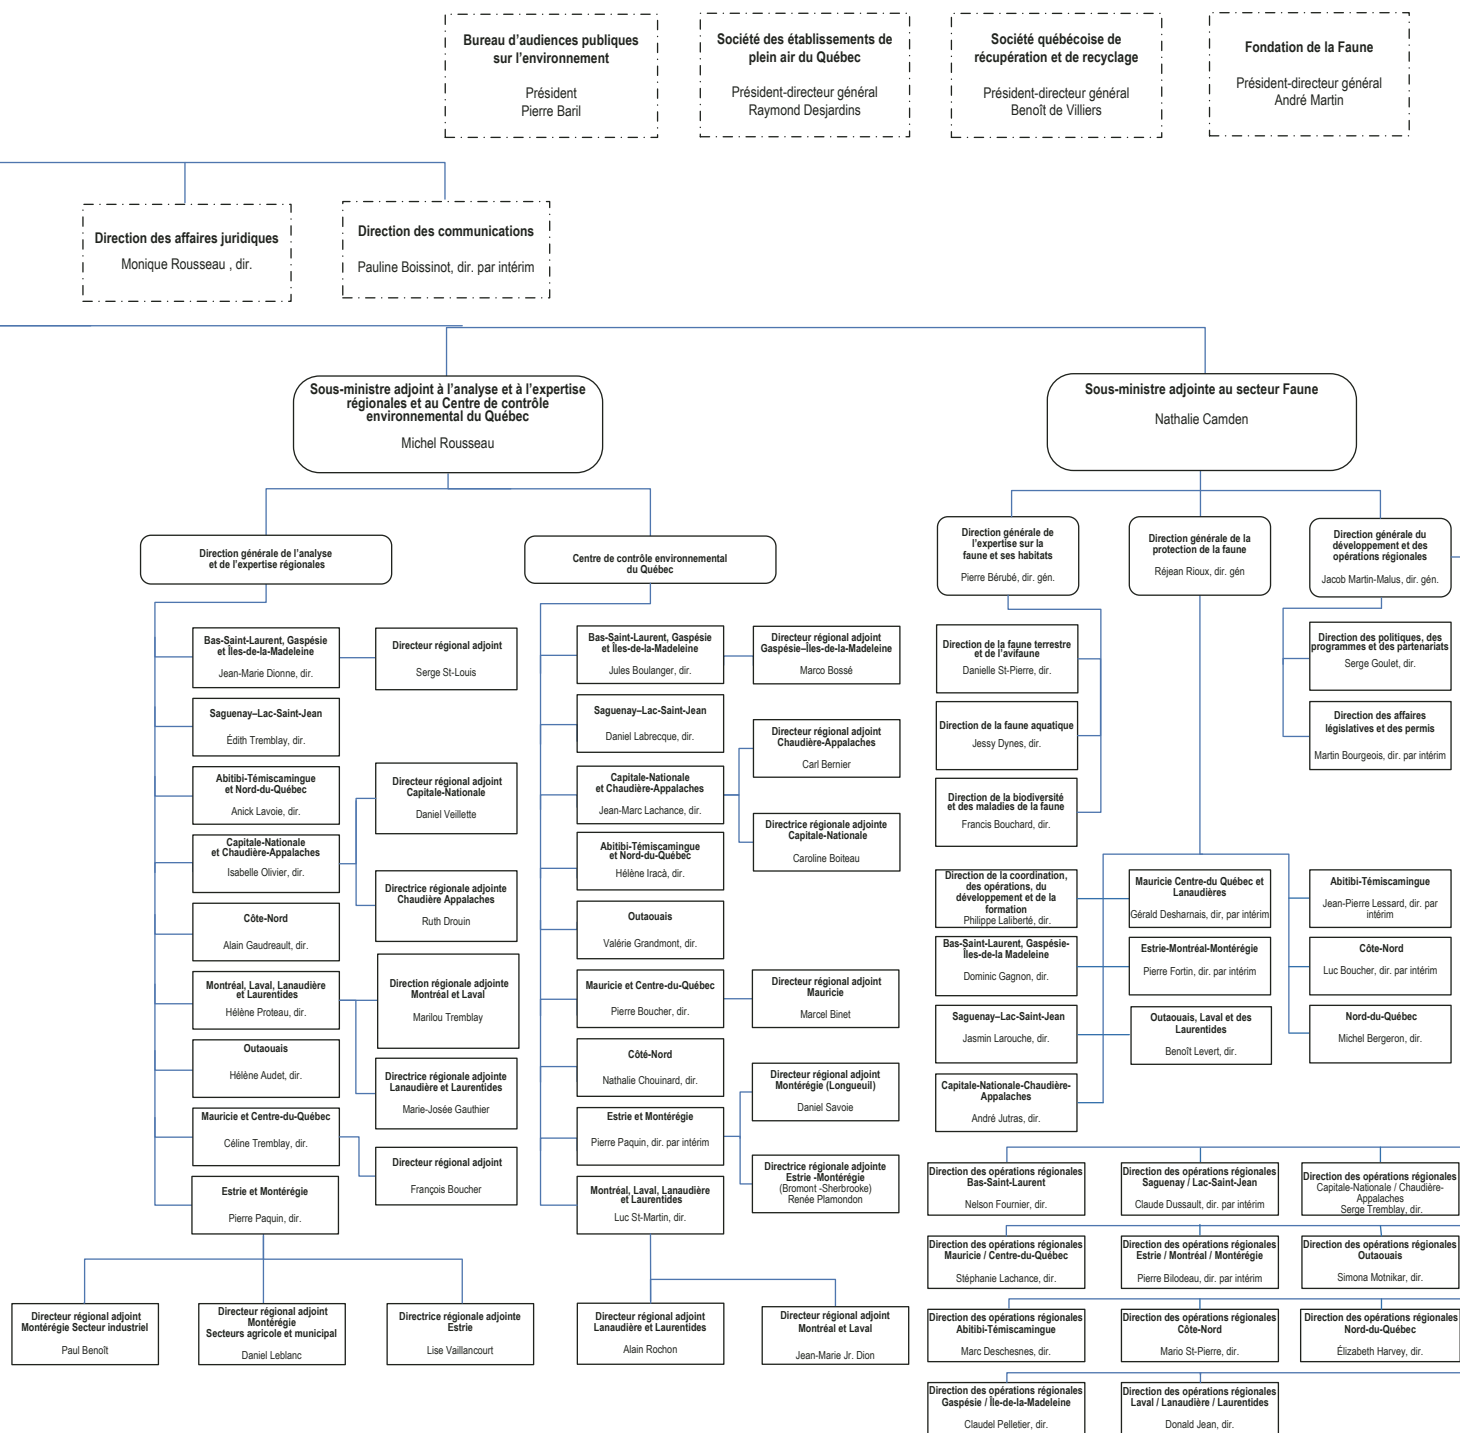 Bureau d'audiences publiques
sur l'environnement
Président
Pierre Baril
Société des établissements de
plein air du Québec
Président-directeur général
Raymond Desjardins
Société québécoise de
récupération et de recyclage
Président-directeur général
Benoît de Villiers
Fondation de la Faune
Président-directeur général
André Martin
Direction des affaires juridiques
Monique Rousseau , dir.
Direction des communications
Pauline Boissinot, dir. par intérim
Sous-ministre adjoint à l'analyse et à l'expertise
régionales et au Centre de contrôle
environnemental du Québec
Michel Rousseau
Sous-ministre adjointe au secteur Faune
Nathalie Camden
Direction générale de l'analyse
et de l'expertise régionales
Centre de contrôle environnemental
du Québec
Direction générale de
l'expertise sur la
faune et ses habitats
Pierre Bérubé, dir. gén.
Direction générale de la
protection de la faune
Réjean Rioux, dir. gén
Direction générale du
développement et des
opérations régionales
Jacob Martin-Malus, dir. gén.
Bas-Saint-Laurent, Gaspésie
et Îles-de-la-Madeleine
Jean-Marie Dionne, dir.
Directeur régional adjoint
Serge St-Louis
Saguenay–Lac-Saint-Jean
Édith Tremblay, dir.
Abitibi-Témiscamingue
et Nord-du-Québec
Anick Lavoie, dir.
Directeur régional adjoint
Capitale-Nationale
Daniel Veillette
Capitale-Nationale
et Chaudière-Appalaches
Isabelle Olivier, dir.
Directrice régionale adjointe
Chaudière Appalaches
Ruth Drouin
Côte-Nord
Alain Gaudreault, dir.
Montréal, Laval, Lanaudière
et Laurentides
Hélène Proteau, dir.
Direction régionale adjointe
Montréal et Laval
Marilou Tremblay
Outaouais
Hélène Audet, dir.
Directrice régionale adjointe
Lanaudière et Laurentides
Marie-Josée Gauthier
Mauricie et Centre-du-Québec
Céline Tremblay, dir.
Directeur régional adjoint
François Boucher
Estrie et Montérégie
Pierre Paquin, dir.
Directeur régional adjoint
Montérégie Secteur industriel
Paul Benoît
Directeur régional adjoint
Montérégie
Secteurs agricole et municipal
Daniel Leblanc
Directrice régionale adjointe
Estrie
Lise Vaillancourt
Bas-Saint-Laurent, Gaspésie
et Îles-de-la-Madeleine
Jules Boulanger, dir.
Directeur régional adjoint
Gaspésie–Îles-de-la-Madeleine
Marco Bossé
Saguenay–Lac-Saint-Jean
Daniel Labrecque, dir.
Directeur régional adjoint
Chaudière-Appalaches
Carl Bernier
Capitale-Nationale
et Chaudière-Appalaches
Jean-Marc Lachance, dir.
Directrice régionale adjointe
Capitale-Nationale
Caroline Boiteau
Abitibi-Témiscamingue
et Nord-du-Québec
Hélène Iracà, dir.
Outaouais
Valérie Grandmont, dir.
Mauricie et Centre-du-Québec
Pierre Boucher, dir.
Directeur régional adjoint
Mauricie
Marcel Binet
Côté-Nord
Nathalie Chouinard, dir.
Directeur régional adjoint
Montérégie (Longueuil)
Daniel Savoie
Estrie et Montérégie
Pierre Paquin, dir. par intérim
Directrice régionale adjointe
Estrie -Montérégie
(Bromont -Sherbrooke)
Renée Plamondon
Montréal, Laval, Lanaudière
et Laurentides
Luc St-Martin, dir.
Directeur régional adjoint
Lanaudière et Laurentides
Alain Rochon
Directeur régional adjoint
Montréal et Laval
Jean-Marie Jr. Dion
Direction de la faune terrestre
et de l'avifaune
Danielle St-Pierre, dir.
Direction de la faune aquatique
Jessy Dynes, dir.
Direction de la biodiversité
et des maladies de la faune
Francis Bouchard, dir.
Direction des politiques, des
programmes et des partenariats
Serge Goulet, dir.
Direction des affaires
législatives et des permis
Martin Bourgeois, dir. par intérim
Direction de la coordination,
des opérations, du
développement et de la
formation
Philippe Laliberté, dir.
Mauricie Centre-du Québec et
Lanaudières
Gérald Desharnais, dir, par intérim
Abitibi-Témiscamingue
Jean-Pierre Lessard, dir. par
intérim
Bas-Saint-Laurent, Gaspésie-
Îles-de-la Madeleine
Dominic Gagnon, dir.
Estrie-Montréal-Montérégie
Pierre Fortin, dir. par intérim
Côte-Nord
Luc Boucher, dir. par intérim
Saguenay–Lac-Saint-Jean
Jasmin Larouche, dir.
Outaouais, Laval et des
Laurentides
Benoît Levert, dir.
Nord-du-Québec
Michel Bergeron, dir.
Capitale-Nationale-Chaudière-
Appalaches
André Jutras, dir.
Direction des opérations régionales
Bas-Saint-Laurent
Nelson Fournier, dir.
Direction des opérations régionales
Saguenay / Lac-Saint-Jean
Claude Dussault, dir. par intérim
Direction des opérations régionales
Capitale-Nationale / Chaudière-
Appalaches
Serge Tremblay, dir.
Direction des opérations régionales
Mauricie / Centre-du-Québec
Stéphanie Lachance, dir.
Direction des opérations régionales
Estrie / Montréal / Montérégie
Pierre Bilodeau, dir. par intérim
Direction des opérations régionales
Outaouais
Simona Motnikar, dir.
Direction des opérations régionales
Abitibi-Témiscamingue
Marc Deschesnes, dir.
Direction des opérations régionales
Côte-Nord
Mario St-Pierre, dir.
Direction des opérations régionales
Nord-du-Québec
Élizabeth Harvey, dir.
Direction des opérations régionales
Gaspésie / Île-de-la-Madeleine
Claudel Pelletier, dir.
Direction des opérations régionales
Laval / Lanaudière / Laurentides
Donald Jean, dir.